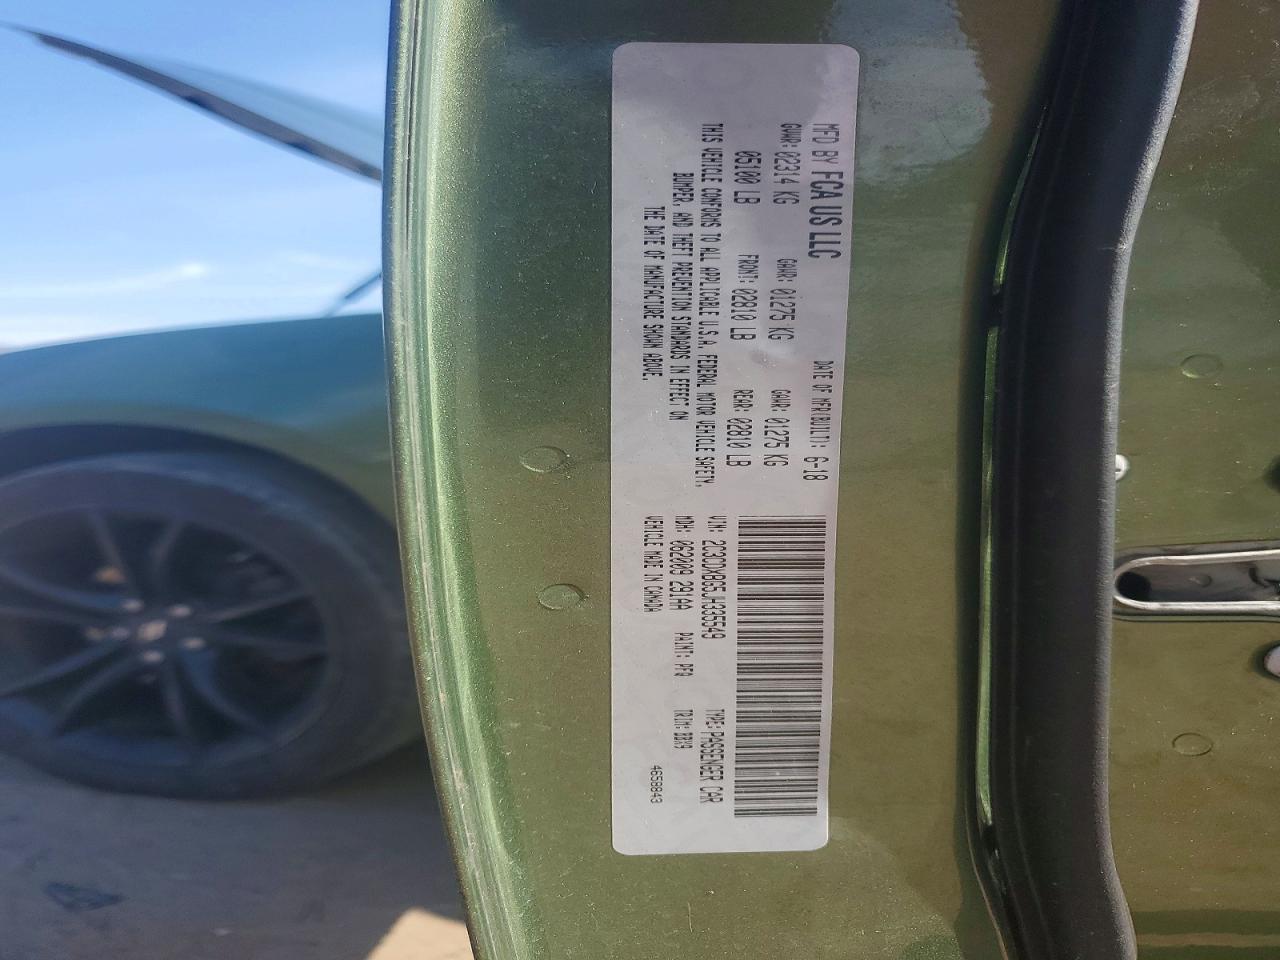 MFD BY FCA US LLC DATE OF MFR(BUILT): 6-18
GVWR: 02314 KG GAWR: 01275 KG GAWR: 01275 KG
05100 LB FRONT: 02810 LB REAR: 02810 LB
THIS VEHICLE CONFORMS TO ALL APPLICABLE U.S.A. FEDERAL MOTOR VEHICLE SAFETY,
BUMPER, AND THEFT PREVENTION STANDARDS IN EFFECT ON
THE DATE OF MANUFACTURE SHOWN ABOVE.
VIN: 2C3CDXBG5JH335549 TYPE: PASSENGER CAR
MDH: 062009 291AA PAINT: PFQ TRIM: BBX9
VEHICLE MADE IN CANADA 4658843